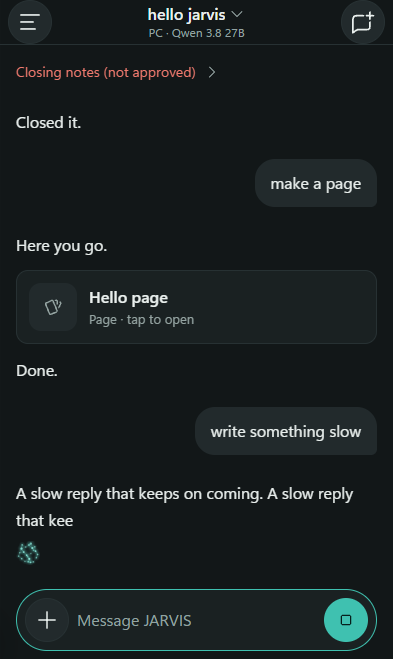 hello jarvis
PC · Qwen 3.8 27B
Closing notes (not approved)
Closed it.
make a page
Here you go.
Hello page
Page · tap to open
Done.
write something slow
A slow reply that keeps on coming. A slow reply
that kee
Message JARVIS